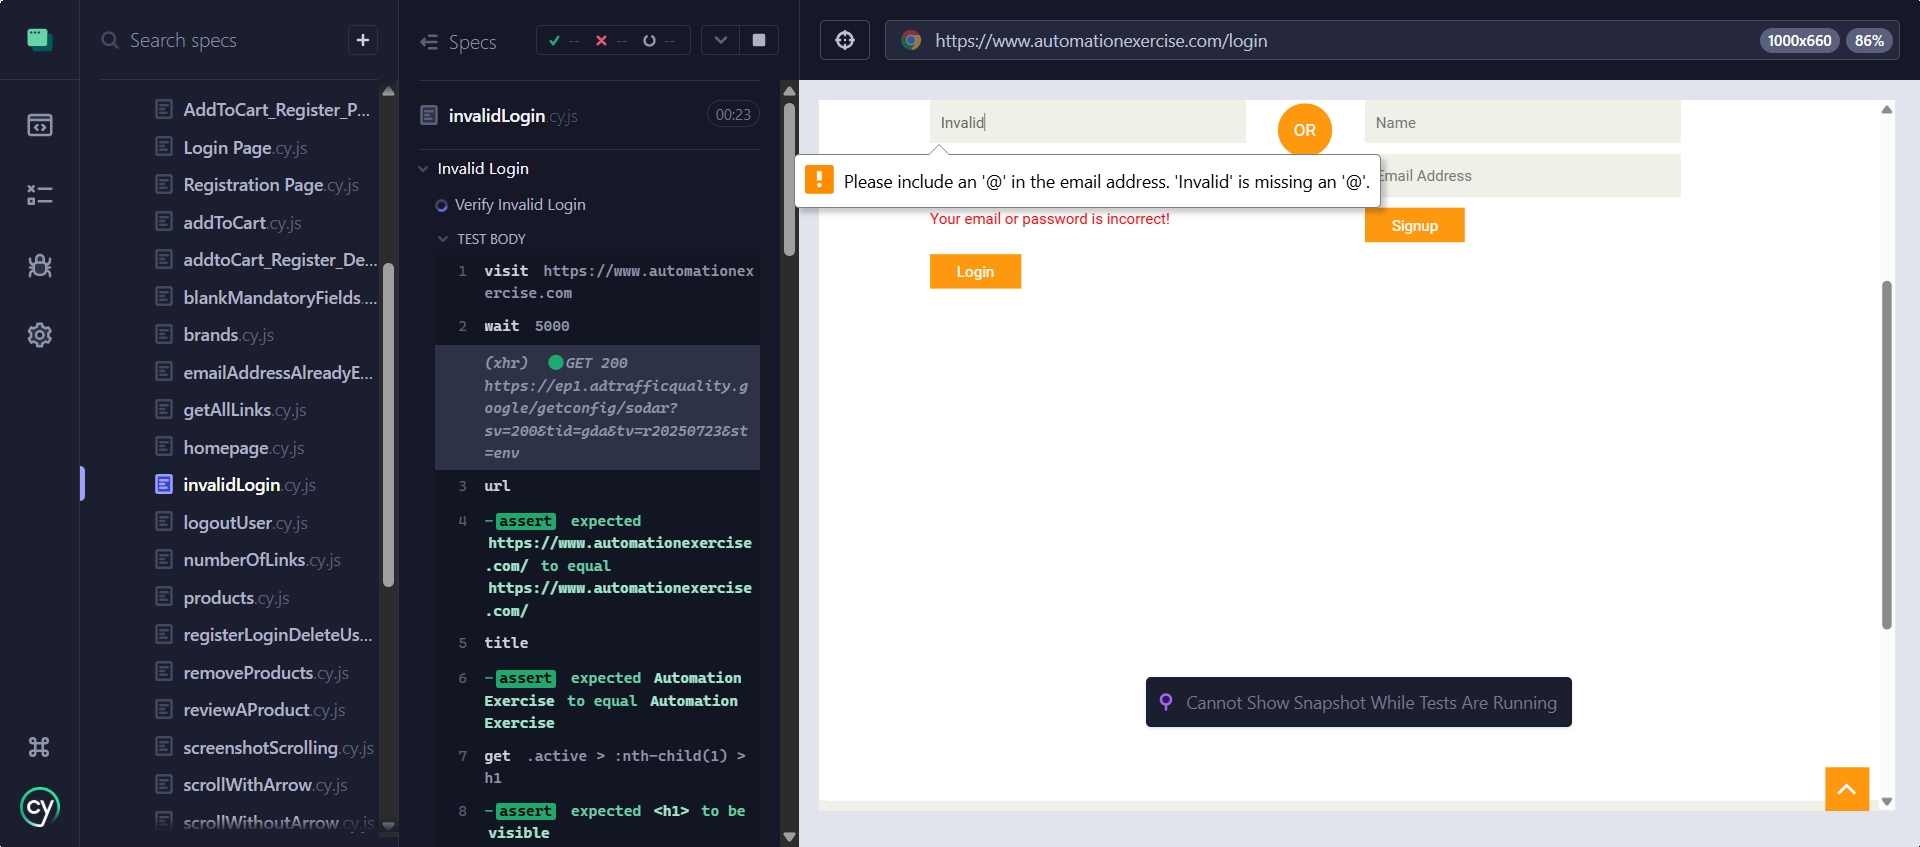 Search specs
+
AddToCart_Register_P...
Login Page.cy.js
Registration Page.cy.js
addToCart.cy.js
addtoCart_Register_De...
blankMandatoryFields....
brands.cy.js
emailAddressAlreadyE...
getAllLinks.cy.js
homepage.cy.js
invalidLogin.cy.js
logoutUser.cy.js
numberOfLinks.cy.js
products.cy.js
registerLoginDeleteUs...
removeProducts.cy.js
reviewAProduct.cy.js
screenshotScrolling.cy.js
scrollWithArrow.cy.js
scrollWithoutArrow.cy.js
cy
Specs
-- -- --
invalidLogin.cy.js 00:23
Invalid Login
Verify Invalid Login
TEST BODY
1 visit https://www.automationex
ercise.com
2 wait 5000
(xhr) GET 200
https://ep1.adtrafficquality.g
oogle/getconfig/sodar?
sv=200&tid=gda&tv=r20250723&st
=env
3 url
4 -assert expected
https://www.automationexercise
.com/ to equal
https://www.automationexercise
.com/
5 title
6 -assert expected Automation
Exercise to equal Automation
Exercise
7 get .active > :nth-child(1) >
h1
8 -assert expected <h1> to be
visible
https://www.automationexercise.com/login 1000x660 86%
Invalid
OR
Name
Please include an '@' in the email address. 'Invalid' is missing an '@'.
Email Address
Your email or password is incorrect!
Signup
Login
Cannot Show Snapshot While Tests Are Running